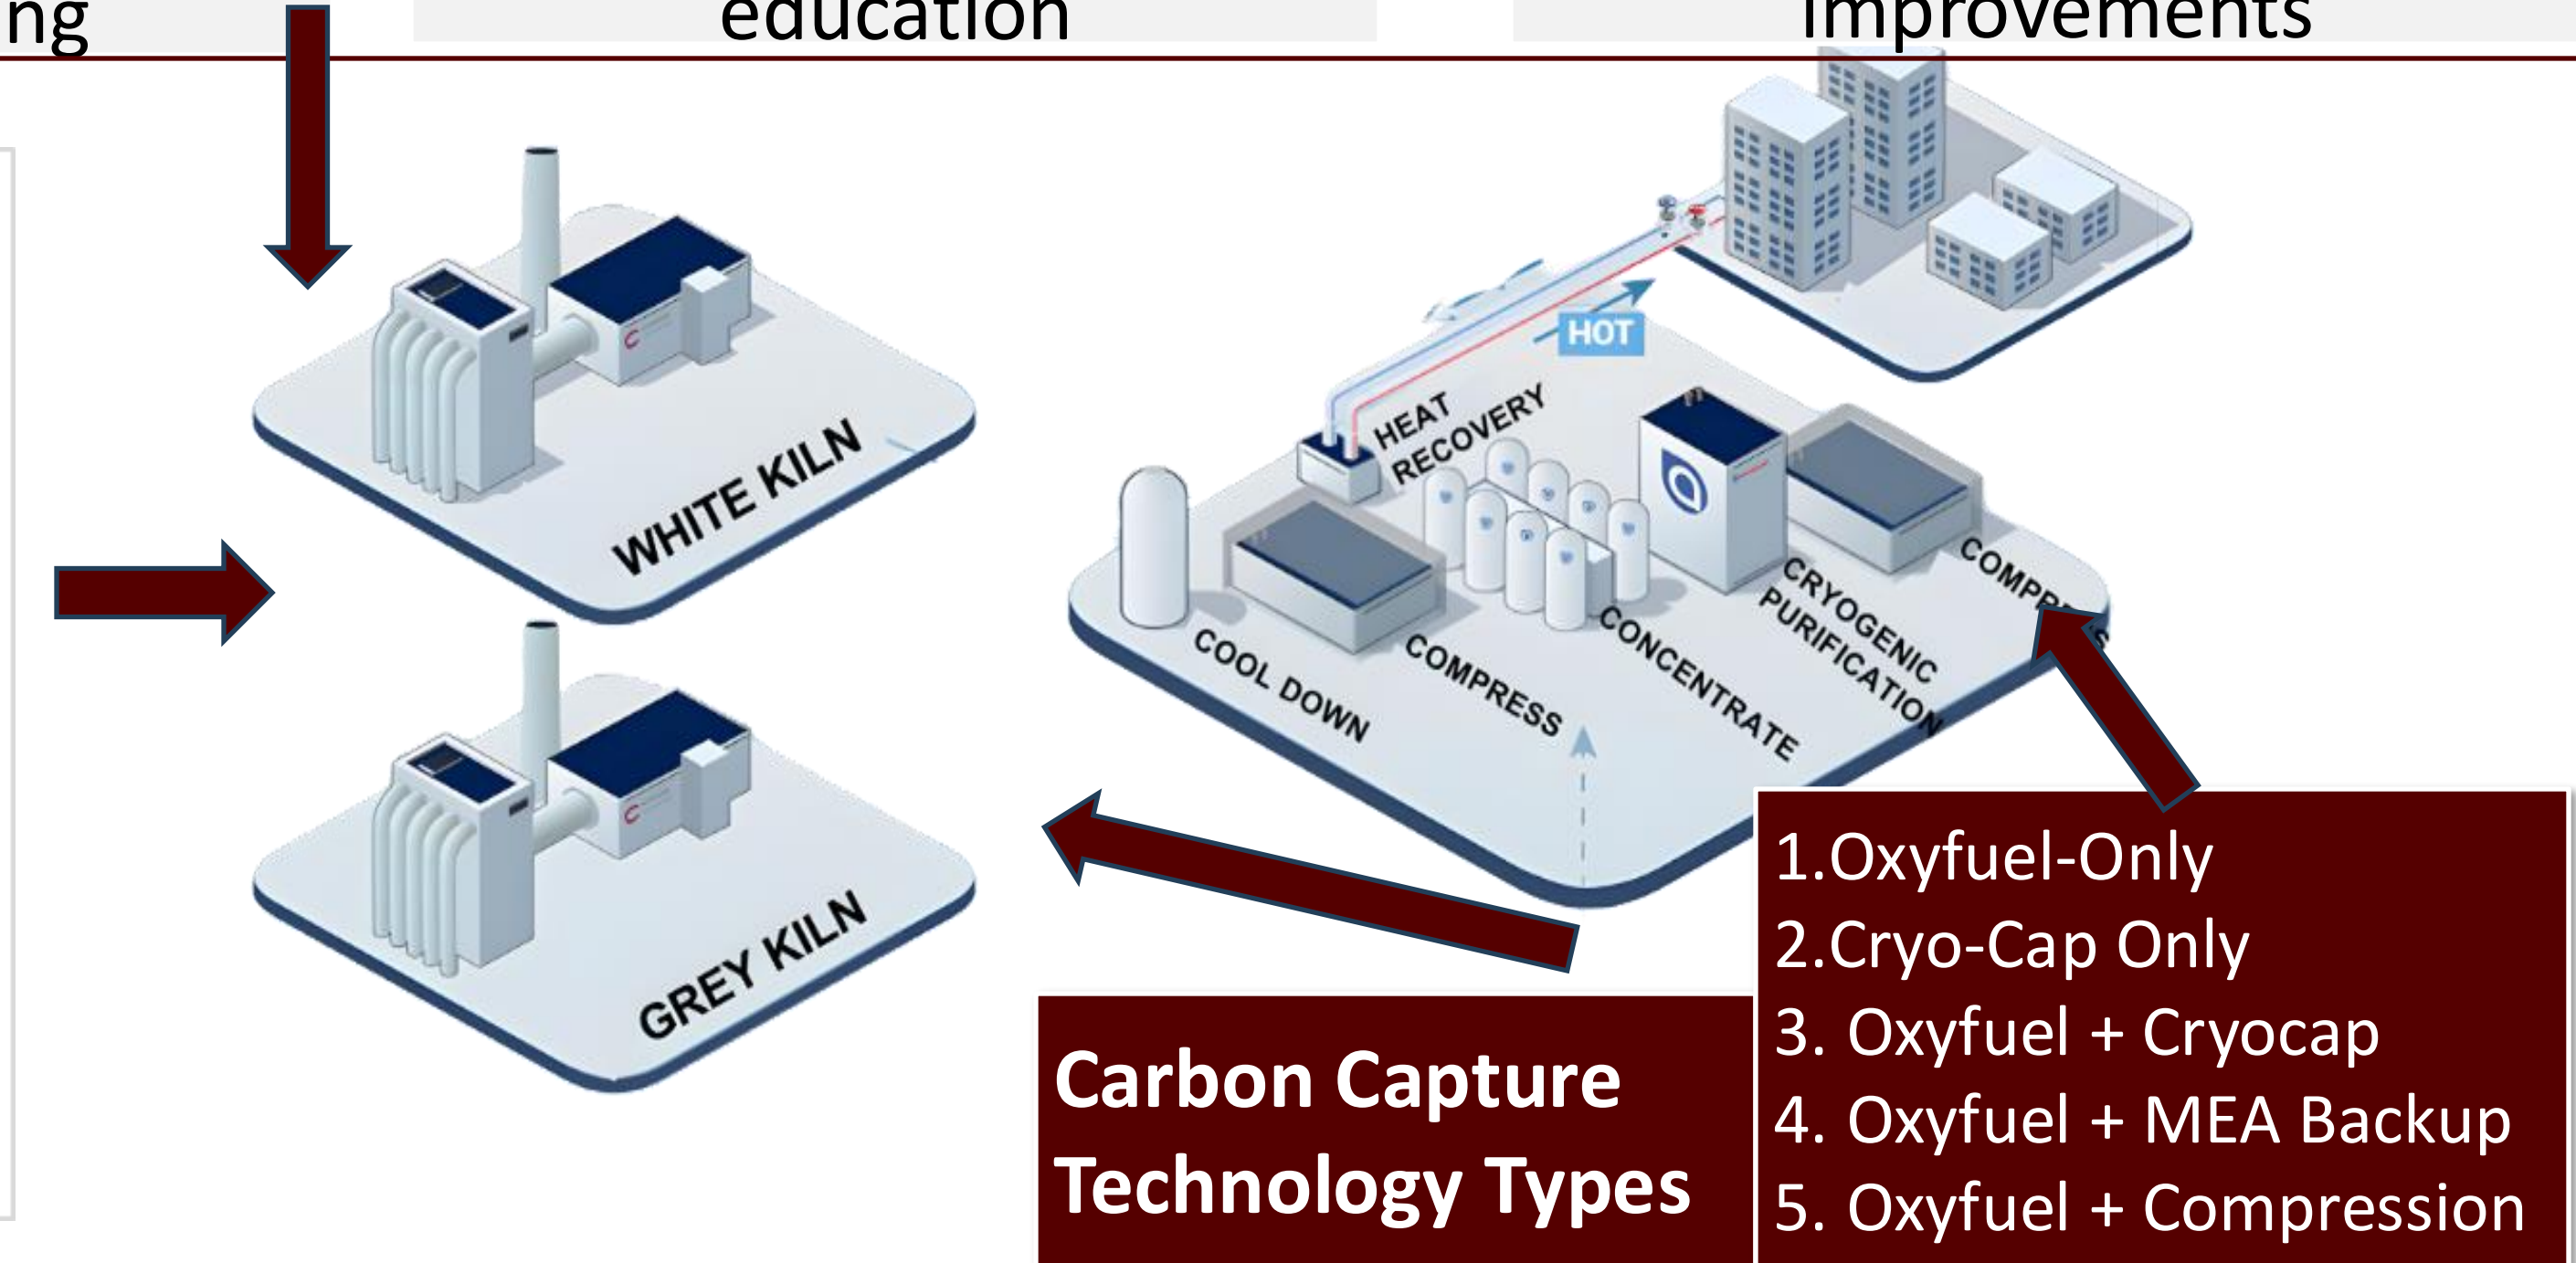 ng
education
improvements
HOT
HEAT
RECOVERY
WHITE KILN
COOL DOWN
COMPRESS
CONCENTRATE
CRYOGENIC
PURIFICATION
GREY KILN
Carbon Capture
Technology Types
1.Oxyfuel-Only
2.Cryo-Cap Only
3. Oxyfuel + Cryocap
4. Oxyfuel + MEA Backup
5. Oxyfuel + Compression